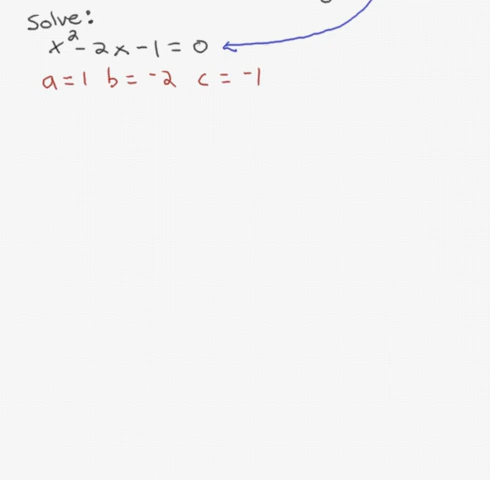 Solve:
x² - 2x - 1 = 0
a = 1 b = -2 c = -1